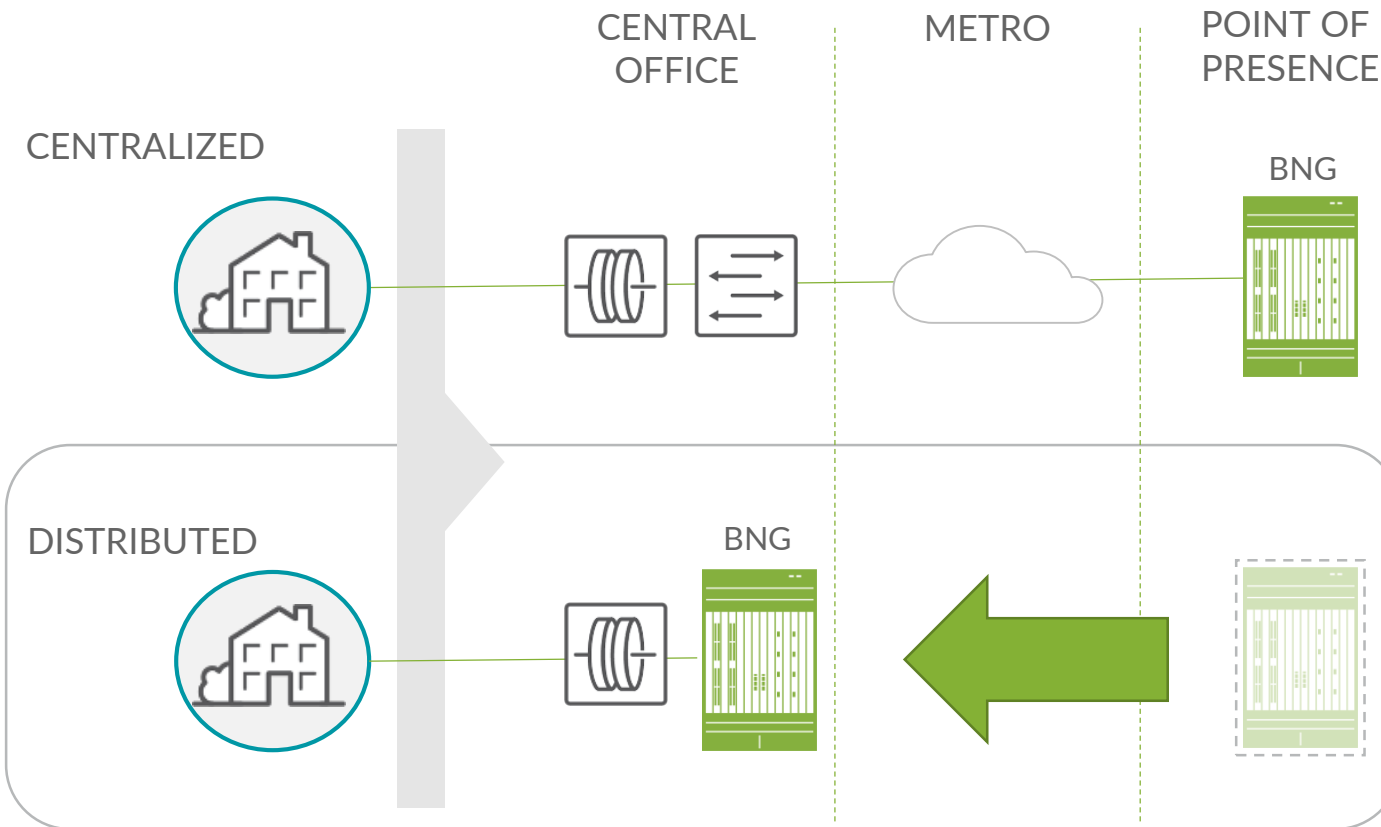 CENTRAL
OFFICE
METRO
POINT OF
PRESENCE
CENTRALIZED
BNG
DISTRIBUTED
BNG